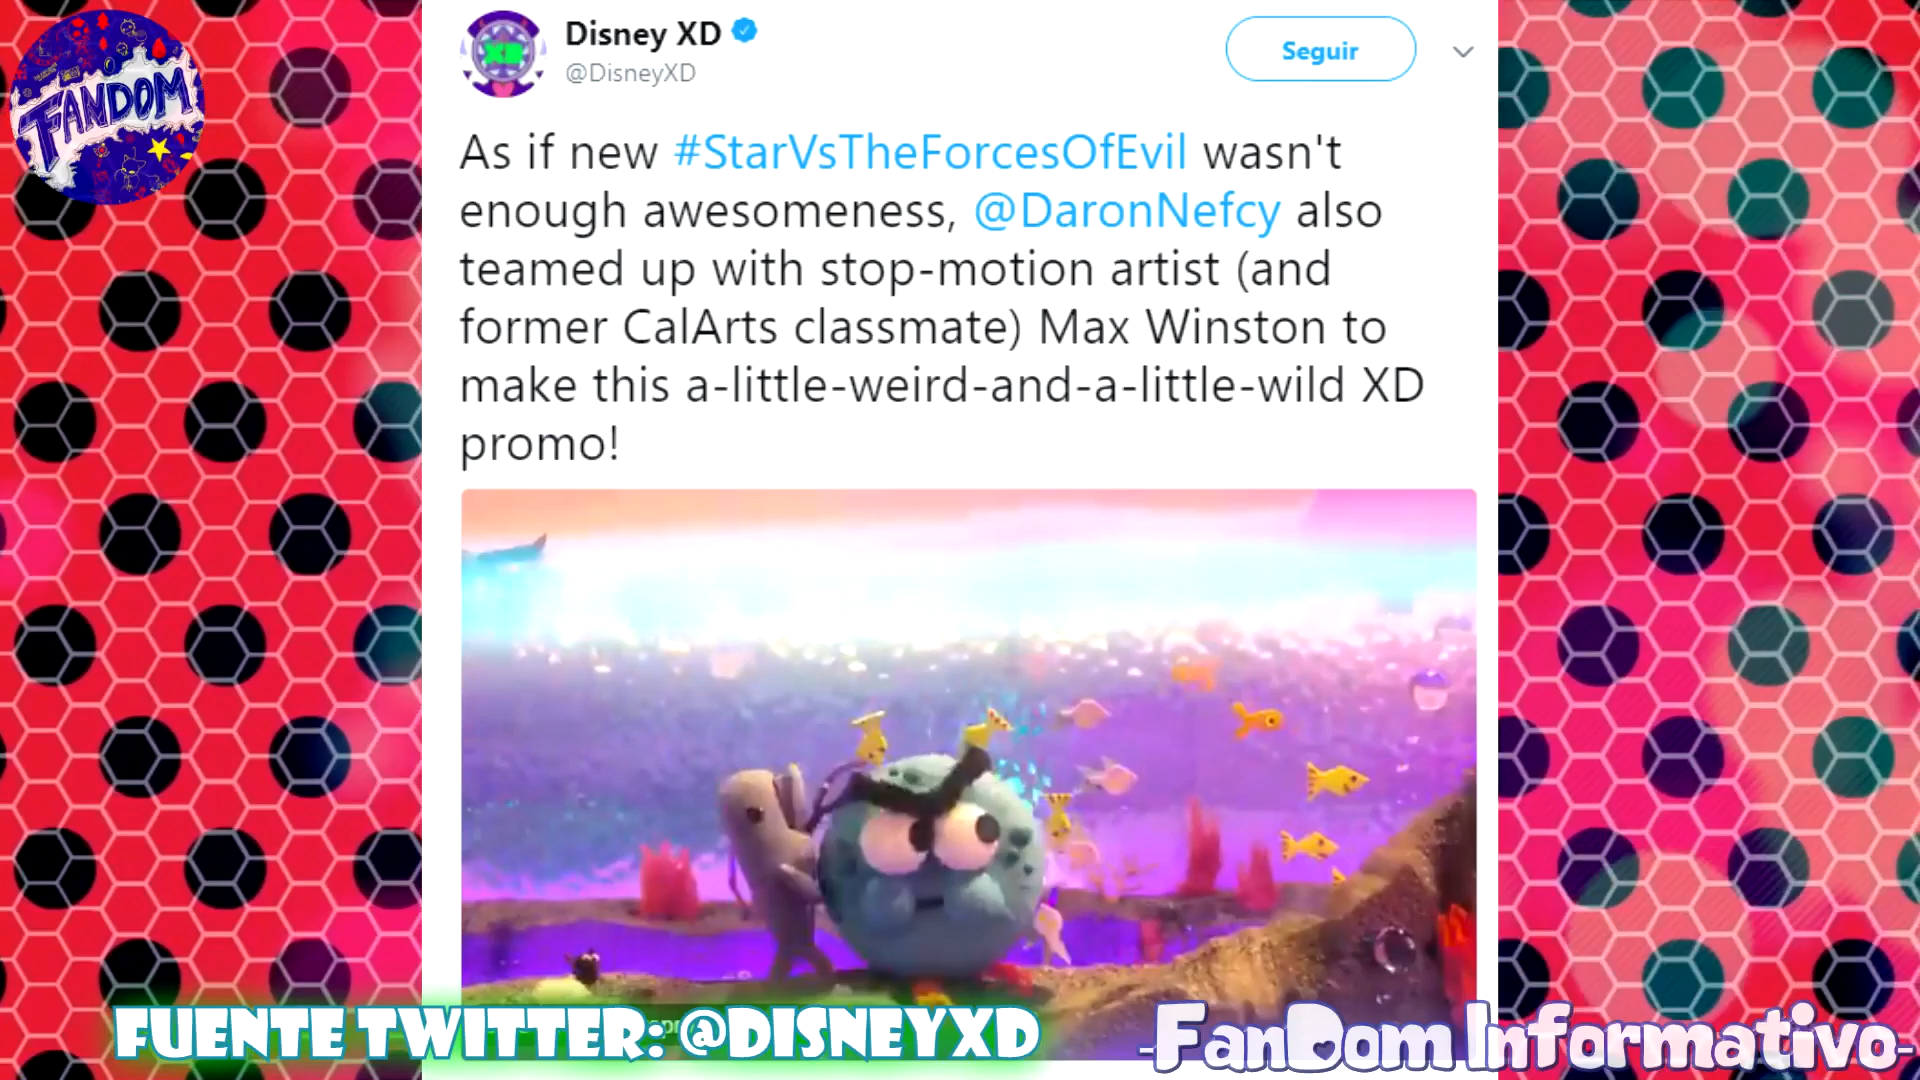 FANDOM
XD
Disney XD
@DisneyXD
Seguir
As if new #StarVsTheForcesOfEvil wasn't
enough awesomeness, @DaronNefcy also
teamed up with stop-motion artist (and
former CalArts classmate) Max Winston to
make this a-little-weird-and-a-little-wild XD
promo!
FUENTE TWITTER: @DISNEYXD
-FanDom Informativo-